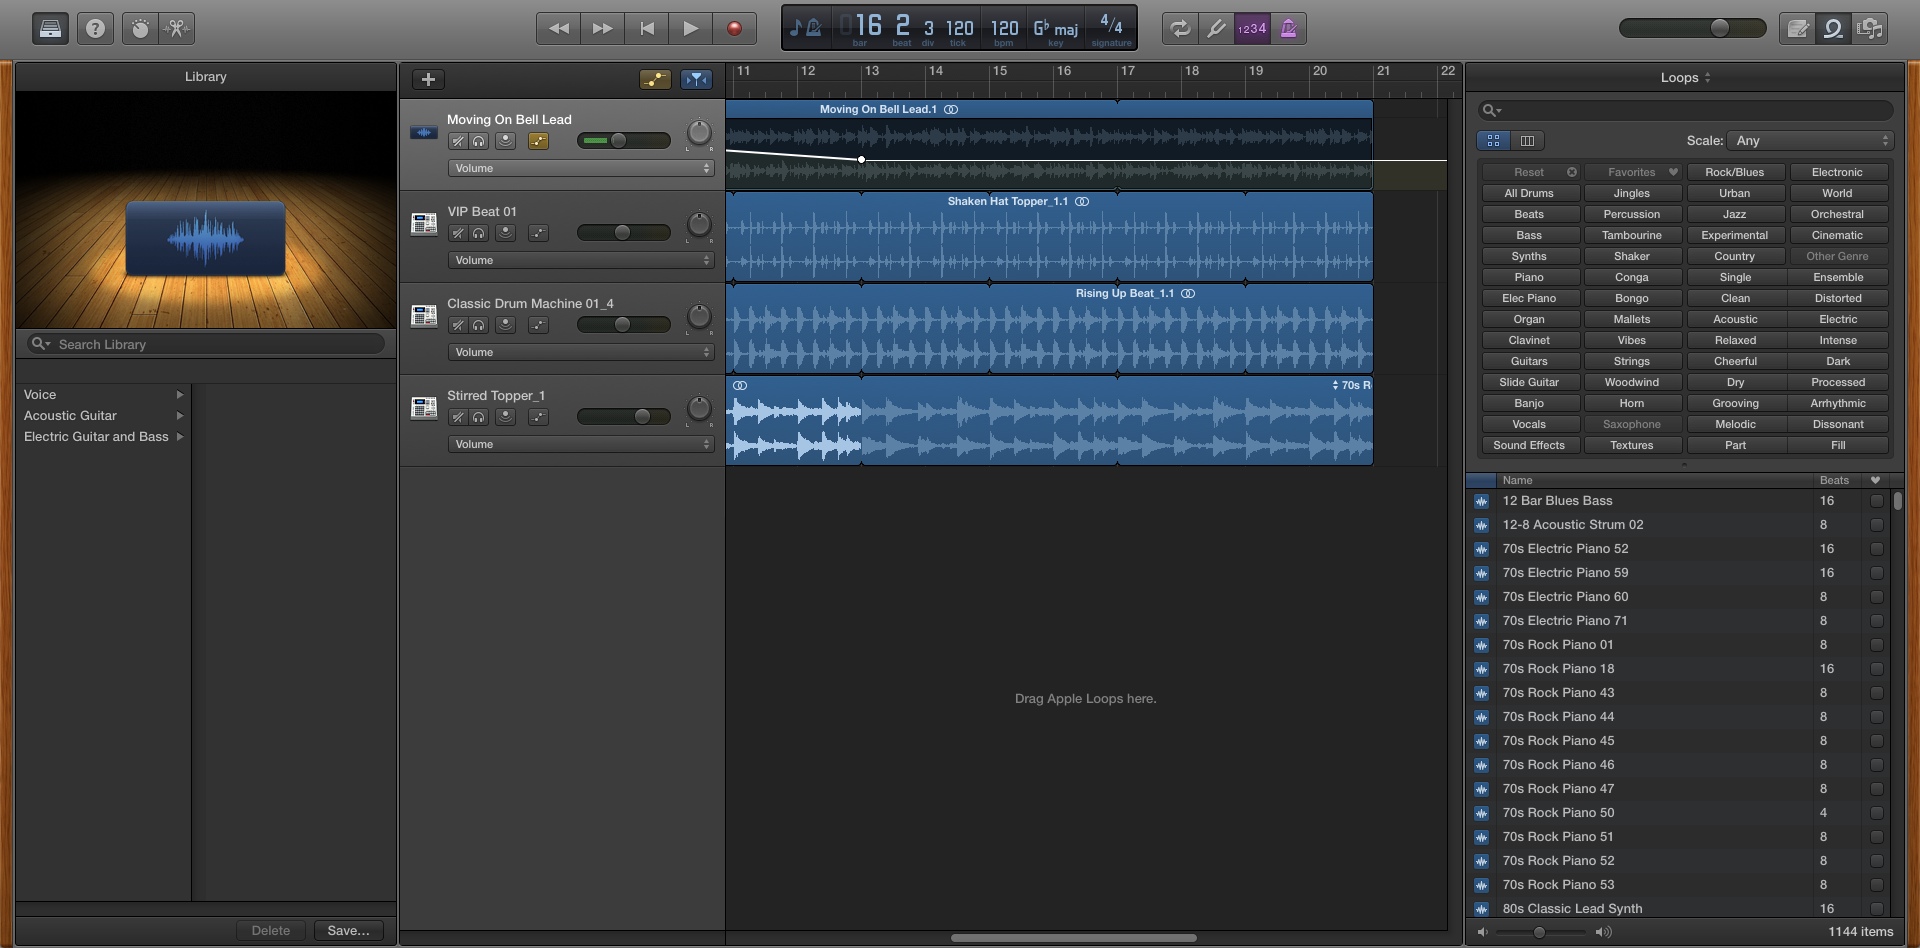 016 2 3 120 120 G♭ maj 4/4
bar beat div tick bpm key signature
1234
Library
Search Library
Voice
Acoustic Guitar
Electric Guitar and Bass
Delete Save...
11 12 13 14 15 16 17 18 19 20 21 22
Moving On Bell Lead
Volume
L R
Moving On Bell Lead.1
VIP Beat 01
Volume
L R
Shaken Hat Topper_1.1
Classic Drum Machine 01_4
Volume
L R
Rising Up Beat_1.1
Stirred Topper_1
Volume
L R
70s R
Drag Apple Loops here.
Loops
Scale: Any
Reset Favorites Rock/Blues Electronic
All Drums Jingles Urban World
Beats Percussion Jazz Orchestral
Bass Tambourine Experimental Cinematic
Synths Shaker Country Other Genre
Piano Conga Single Ensemble
Elec Piano Bongo Clean Distorted
Organ Mallets Acoustic Electric
Clavinet Vibes Relaxed Intense
Guitars Strings Cheerful Dark
Slide Guitar Woodwind Dry Processed
Banjo Horn Grooving Arrhythmic
Vocals Saxophone Melodic Dissonant
Sound Effects Textures Part Fill
Name Beats
12 Bar Blues Bass 16
12-8 Acoustic Strum 02 8
70s Electric Piano 52 16
70s Electric Piano 59 16
70s Electric Piano 60 8
70s Electric Piano 71 8
70s Rock Piano 01 8
70s Rock Piano 18 16
70s Rock Piano 43 8
70s Rock Piano 44 8
70s Rock Piano 45 8
70s Rock Piano 46 8
70s Rock Piano 47 8
70s Rock Piano 50 4
70s Rock Piano 51 8
70s Rock Piano 52 8
70s Rock Piano 53 8
80s Classic Lead Synth 16
1144 items